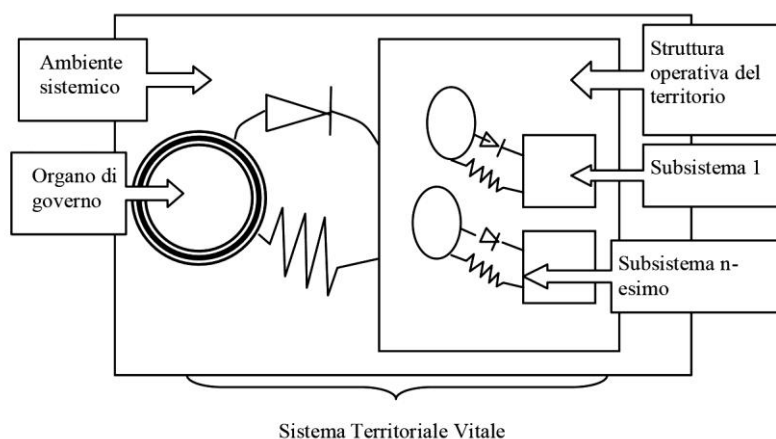 Ambiente
sistemico
Organo di
governo
Struttura
operativa del
territorio
Subsistema 1
Subsistema n-
esimo
Sistema Territoriale Vitale